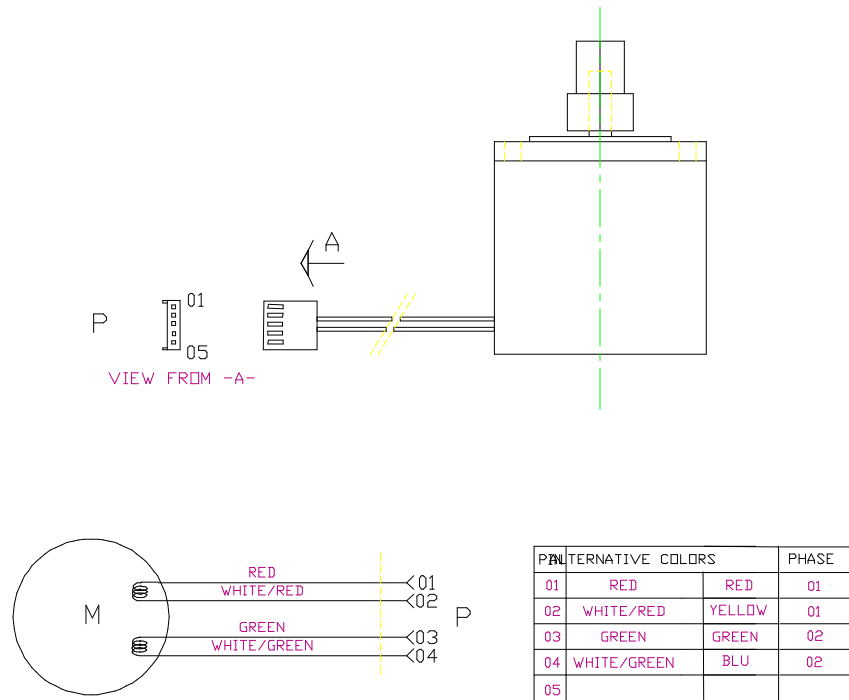 A
01
P
05
VIEW FROM -A-
RED
01
WHITE/RED
02
M
P
GREEN
03
WHITE/GREEN
04
PIN ALTERNATIVE COLORS PHASE
01 RED RED 01
02 WHITE/RED YELLOW 01
03 GREEN GREEN 02
04 WHITE/GREEN BLU 02
05